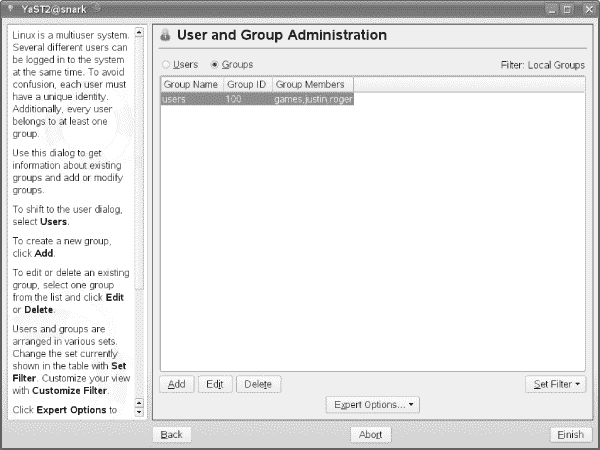 YaST2@snark
Linux is a multiuser system.
Several different users can
be logged in to the system
at the same time. To avoid
confusion, each user must
have a unique identity.
Additionally, every user
belongs to at least one
group.
Use this dialog to get
information about existing
groups and add or modify
groups.
To shift to the user dialog,
select Users.
To create a new group,
click Add.
To edit or delete an existing
group, select one group
from the list and click Edit
or Delete.
Users and groups are
arranged in various sets.
Change the set currently
shown in the table with Set
Filter. Customize your view
with Customize Filter.
Click Expert Options to
User and Group Administration
Users Groups Filter: Local Groups
Group Name Group ID Group Members
users 100 games,justin,roger
Add Edit Delete Set Filter
Expert Options...
Back Abort Finish